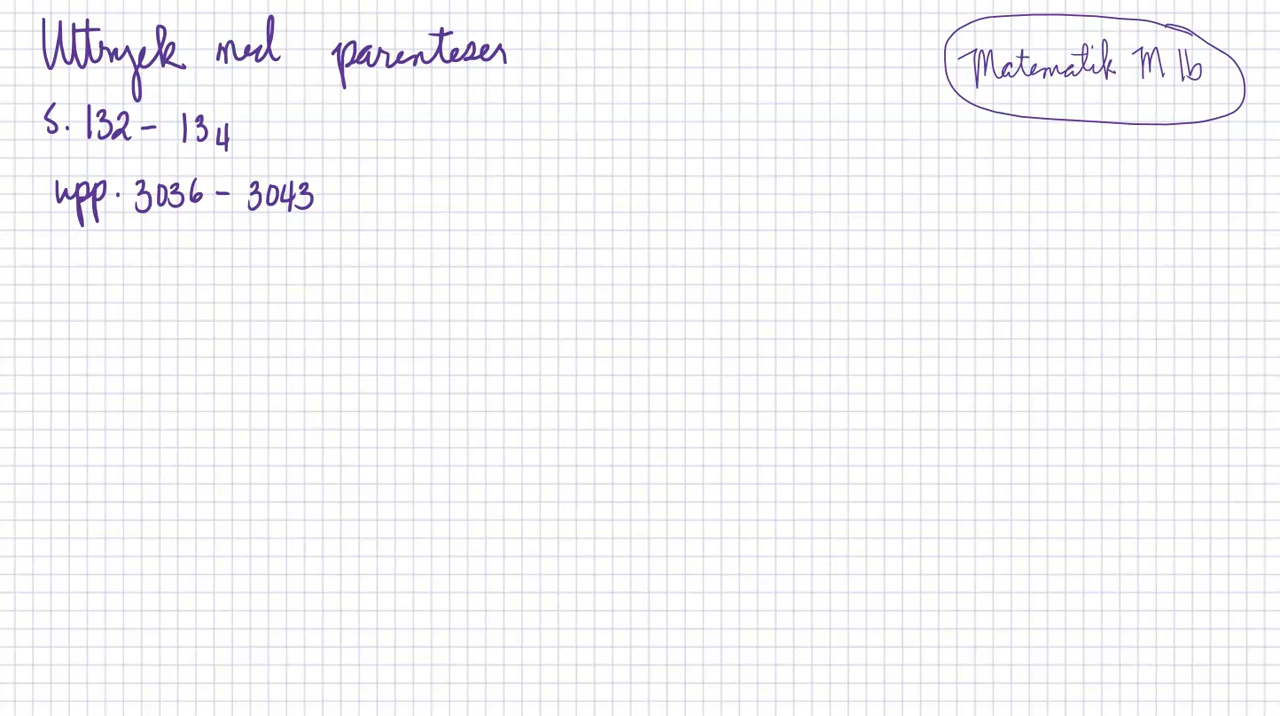 Uttryck med parenteser
Matematik M 1b
s. 132 - 134
upp. 3036 - 3043